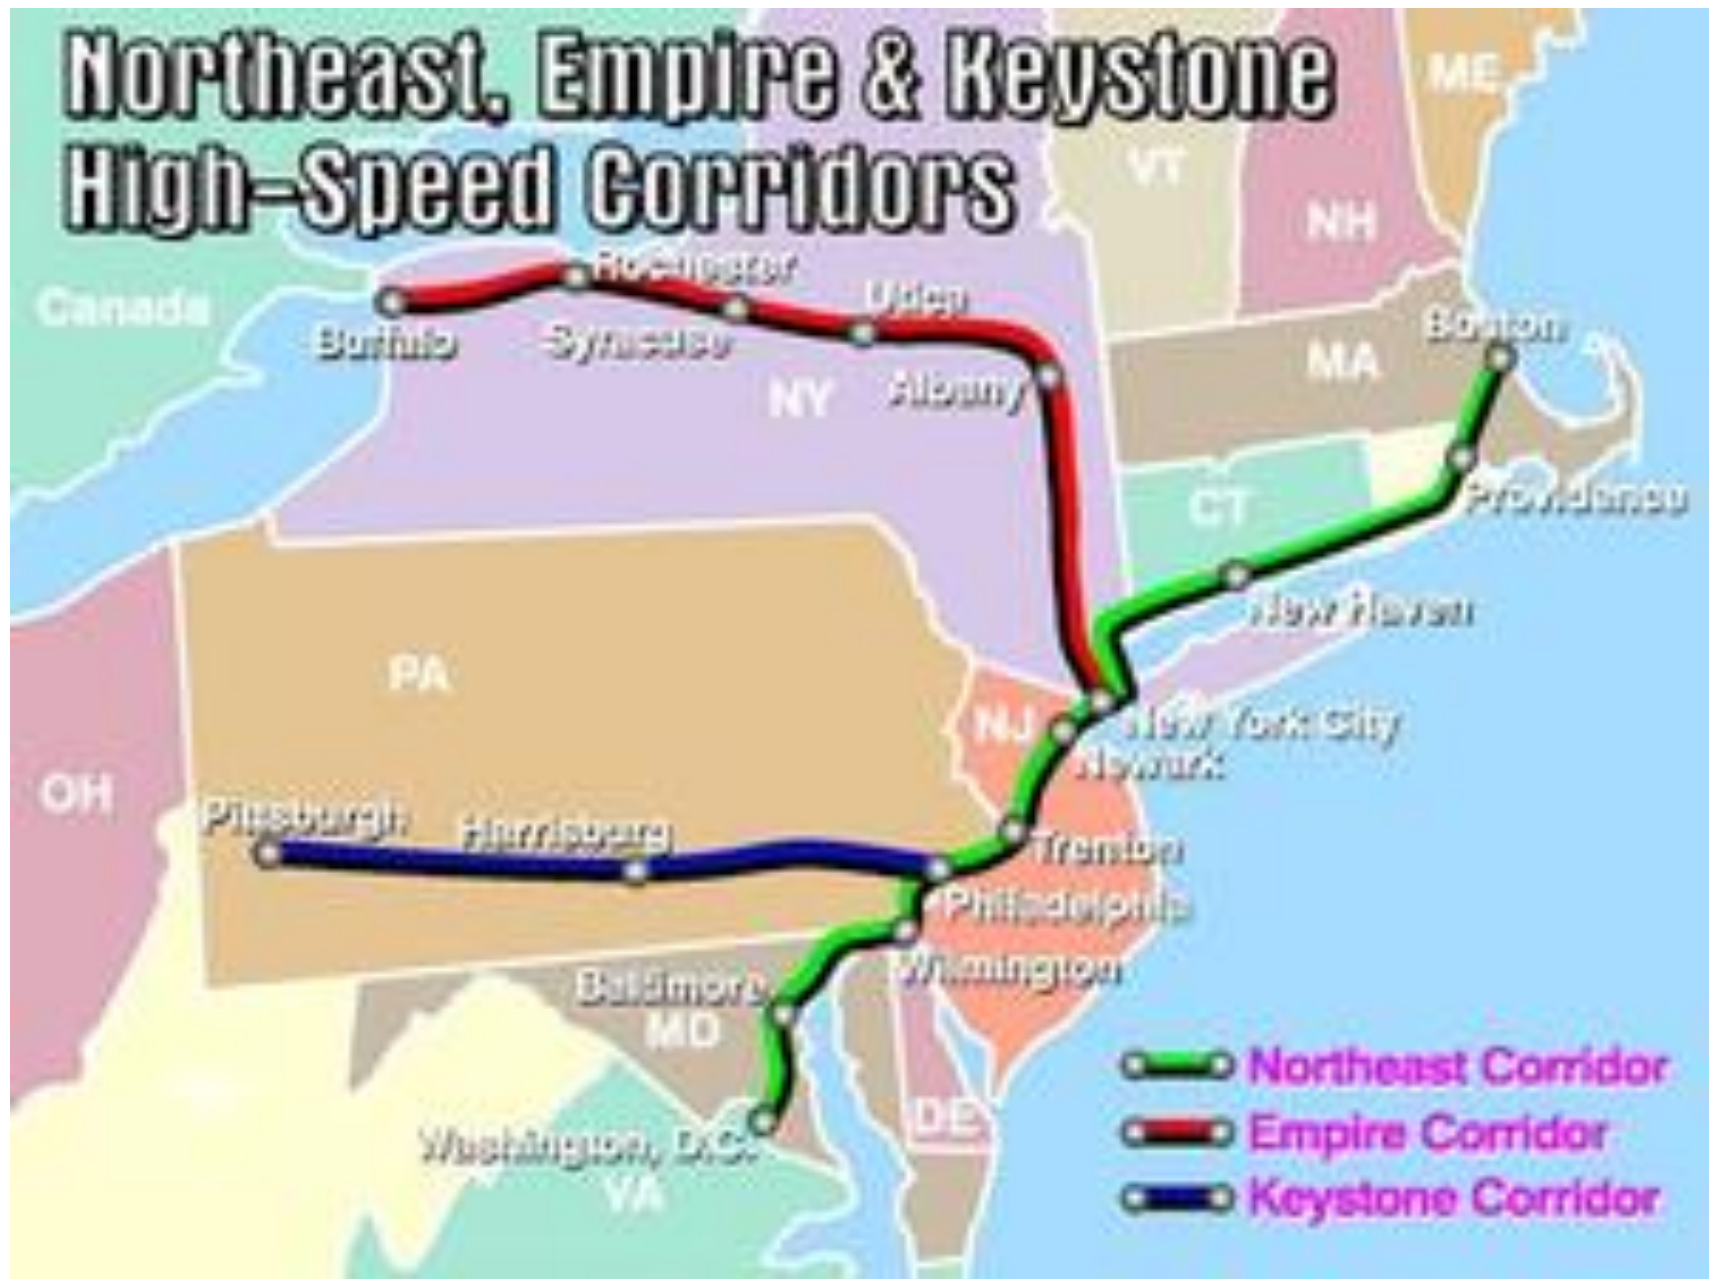 Northeast, Empire & Keystone
High-Speed Corridors
ME
VT
NH
Canada
Rochester
Utica
Buffalo
Syracuse
Boston
MA
NY
Albany
Providence
CT
New Haven
PA
NJ
New York City
Newark
OH
Pittsburgh
Harrisburg
Trenton
Philadelphia
Wilmington
Baltimore
MD
Northeast Corridor
DE
Empire Corridor
Washington, D.C.
VA
Keystone Corridor